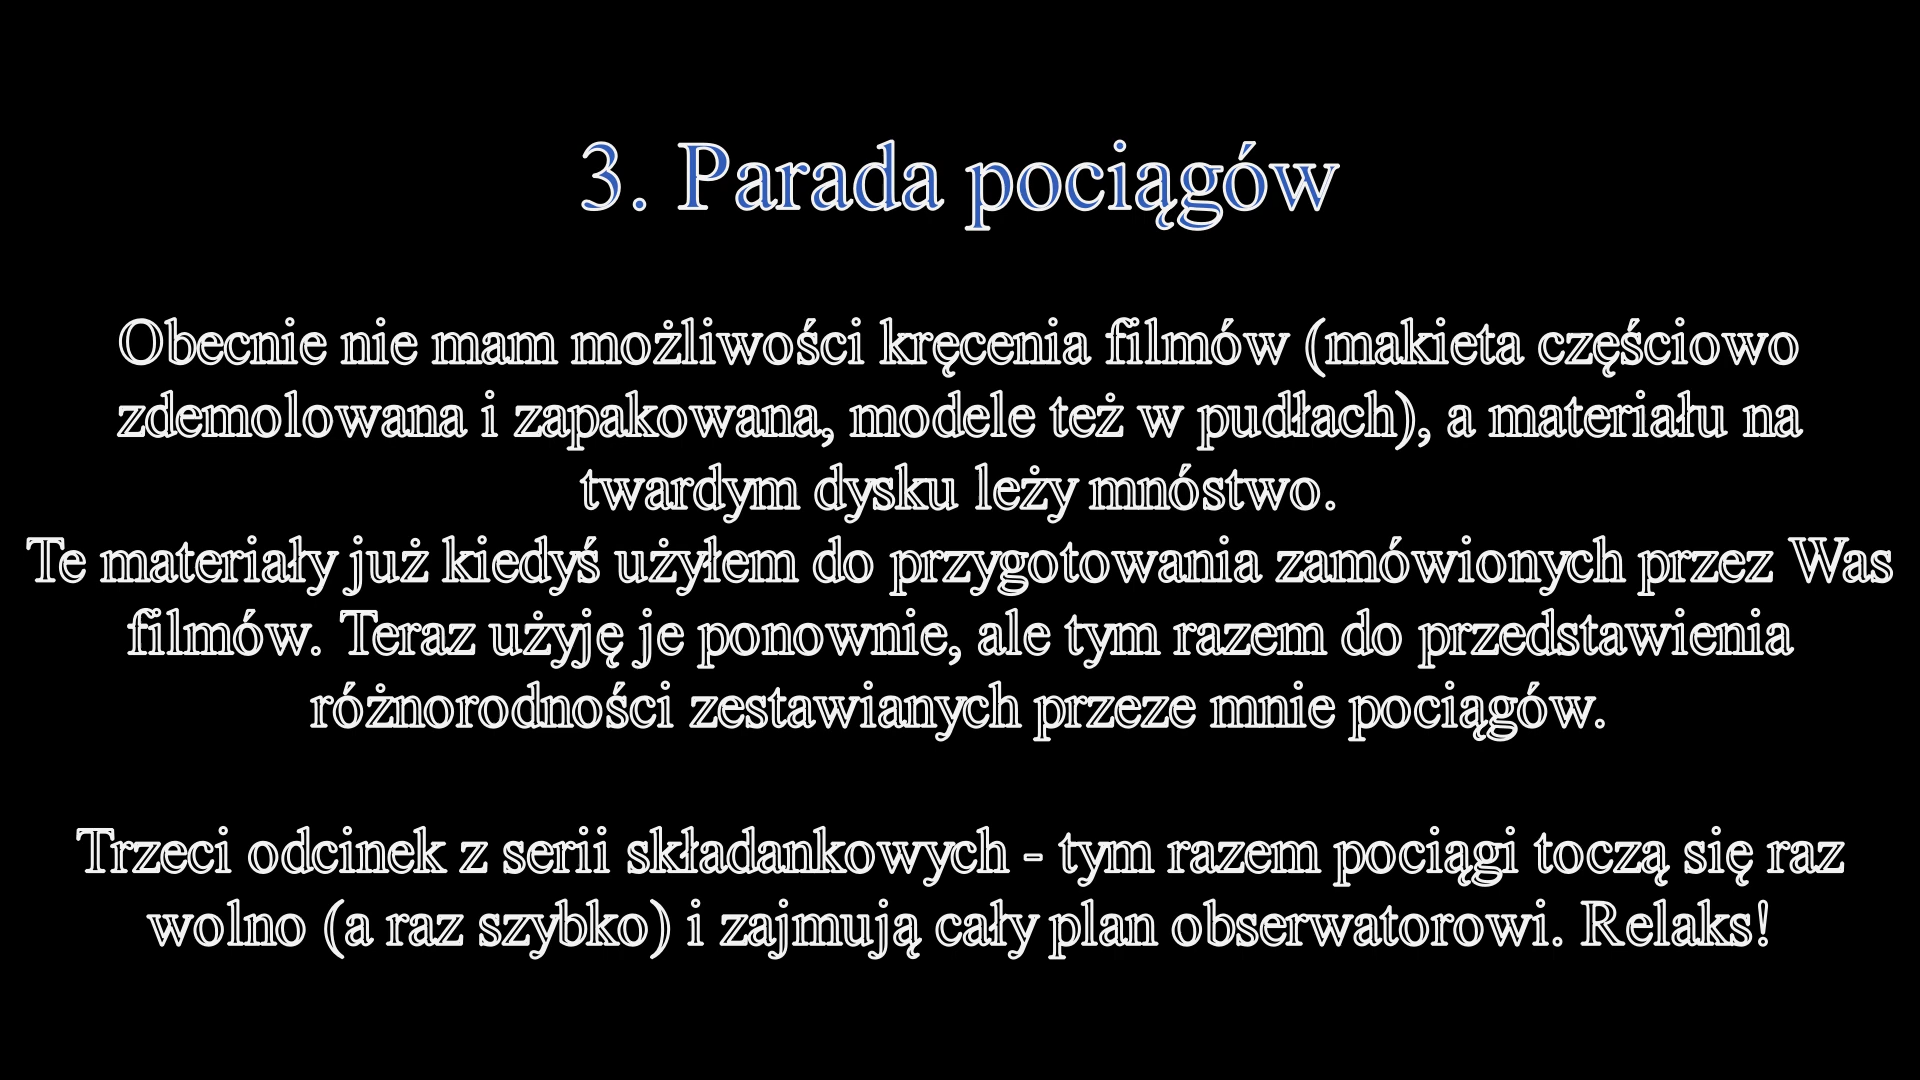 3. Parada pociągów
Obecnie nie mam możliwości kręcenia filmów (makieta częściowo
zdemolowana i zapakowana, modele też w pudłach), a materiału na
twardym dysku leży mnóstwo.
Te materiały już kiedyś użyłem do przygotowania zamówionych przez Was
filmów. Teraz użyję je ponownie, ale tym razem do przedstawienia
różnorodności zestawianych przeze mnie pociągów.
Trzeci odcinek z serii składankowych - tym razem pociągi toczą się raz
wolno (a raz szybko) i zajmują cały plan obserwatorowi. Relaks!